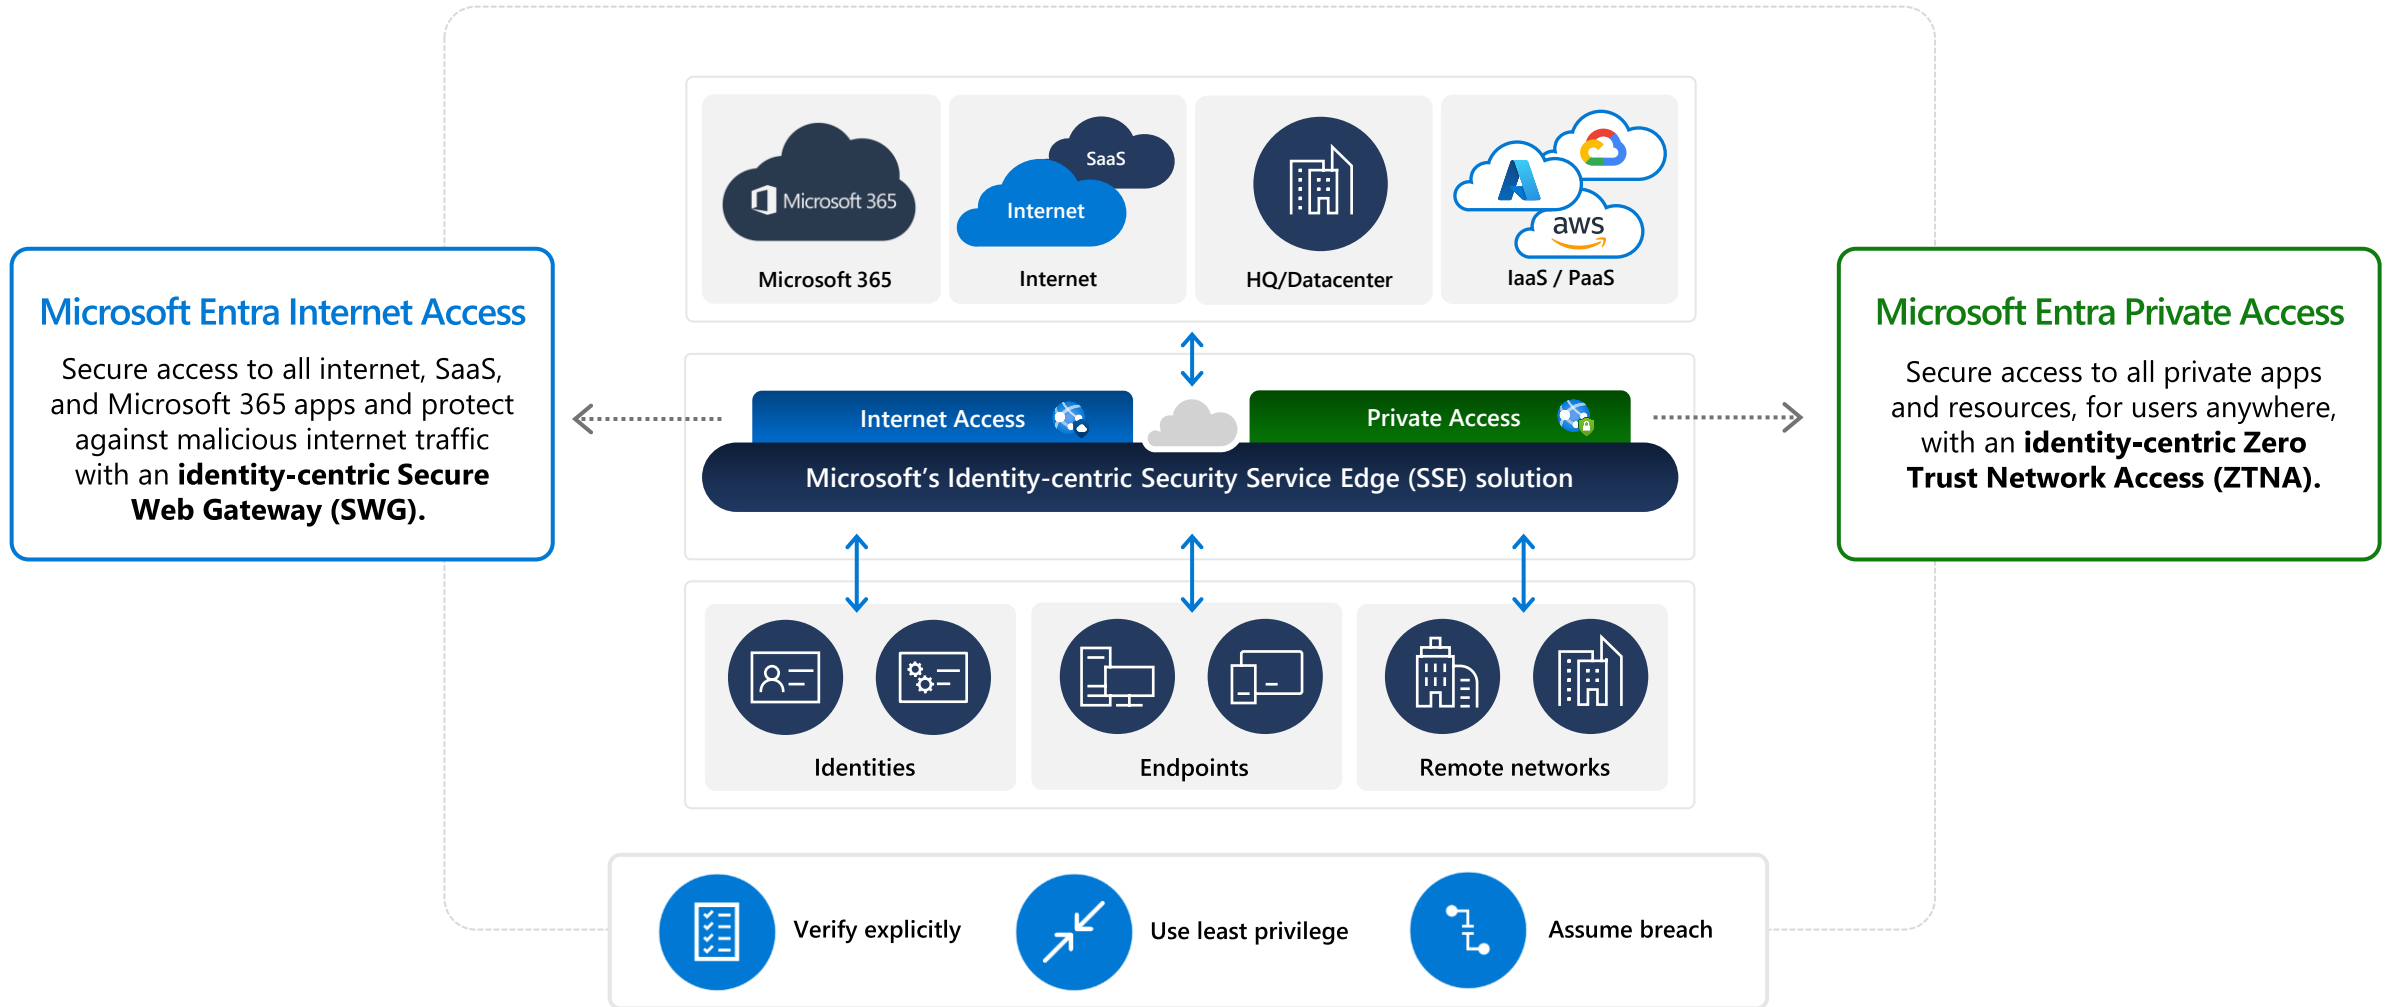 SaaS
Microsoft 365
Internet
aws
Microsoft 365
Internet
HQ/Datacenter
IaaS / PaaS
Microsoft Entra Internet Access
Secure access to all internet, SaaS,
and Microsoft 365 apps and protect
against malicious internet traffic
with an identity-centric Secure
Web Gateway (SWG).
Internet Access
Private Access
Microsoft’s Identity-centric Security Service Edge (SSE) solution
Microsoft Entra Private Access
Secure access to all private apps
and resources, for users anywhere,
with an identity-centric Zero
Trust Network Access (ZTNA).
Identities
Endpoints
Remote networks
Verify explicitly
Use least privilege
Assume breach